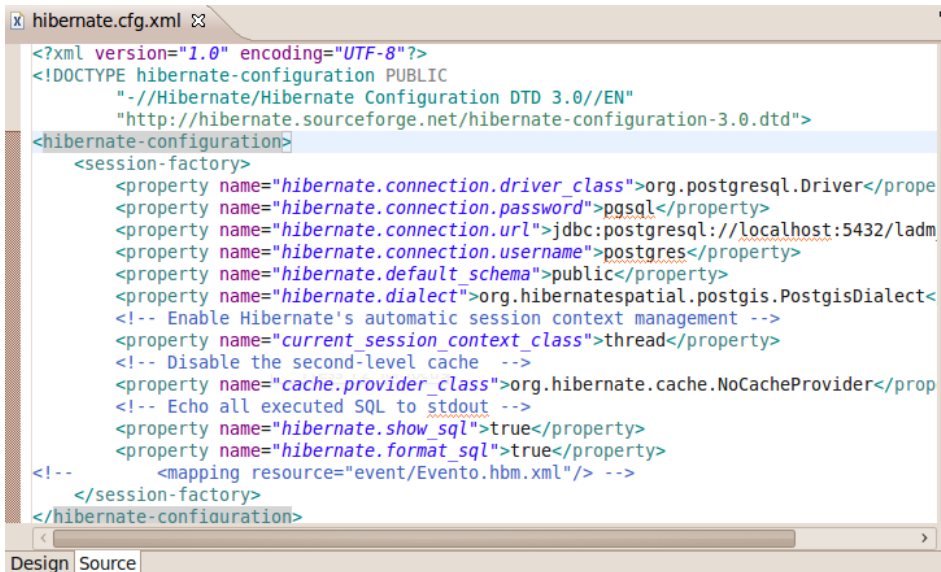 hibernate.cfg.xml
<?xml version="1.0" encoding="UTF-8"?>
<!DOCTYPE hibernate-configuration PUBLIC
"-//Hibernate/Hibernate Configuration DTD 3.0//EN"
"http://hibernate.sourceforge.net/hibernate-configuration-3.0.dtd">
<hibernate-configuration>
<session-factory>
<property name="hibernate.connection.driver_class">org.postgresql.Driver</prope
<property name="hibernate.connection.password">pgsql</property>
<property name="hibernate.connection.url">jdbc:postgresql://localhost:5432/ladm_
<property name="hibernate.connection.username">postgres</property>
<property name="hibernate.default_schema">public</property>
<property name="hibernate.dialect">org.hibernatespatial.postgis.PostgisDialect<
<!-- Enable Hibernate's automatic session context management -->
<property name="current_session_context_class">thread</property>
<!-- Disable the second-level cache  -->
<property name="cache.provider_class">org.hibernate.cache.NoCacheProvider</prop
<!-- Echo all executed SQL to stdout -->
<property name="hibernate.show_sql">true</property>
<property name="hibernate.format_sql">true</property>
<!--        <mapping resource="event/Evento.hbm.xml"/> -->
</session-factory>
</hibernate-configuration>
Design Source